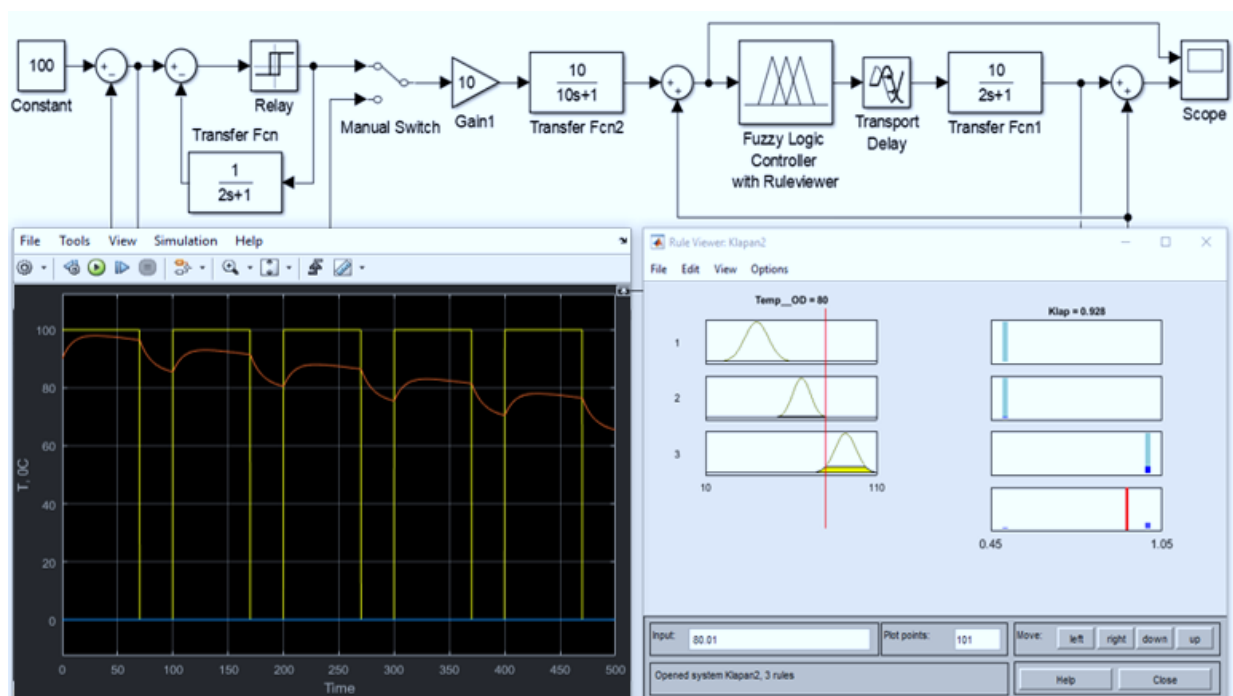 100
Constant
Relay
Transfer Fcn
1
2s+1
Manual Switch
10
Gain1
10
10s+1
Transfer Fcn2
Fuzzy Logic
Controller
with Ruleviewer
Transport
Delay
10
2s+1
Transfer Fcn1
Scope
File Tools View Simulation Help
T, 0C
100
80
60
40
20
0
0 50 100 150 200 250 300 350 400 450 500
Time
Rule Viewer: Klapan2
File Edit View Options
Temp__OD = 80
Klap = 0.928
1
2
3
10 110
0.45 1.05
Input: 80.01 Plot points: 101 Move: left right down up
Opened system Klapan2, 3 rules Help Close